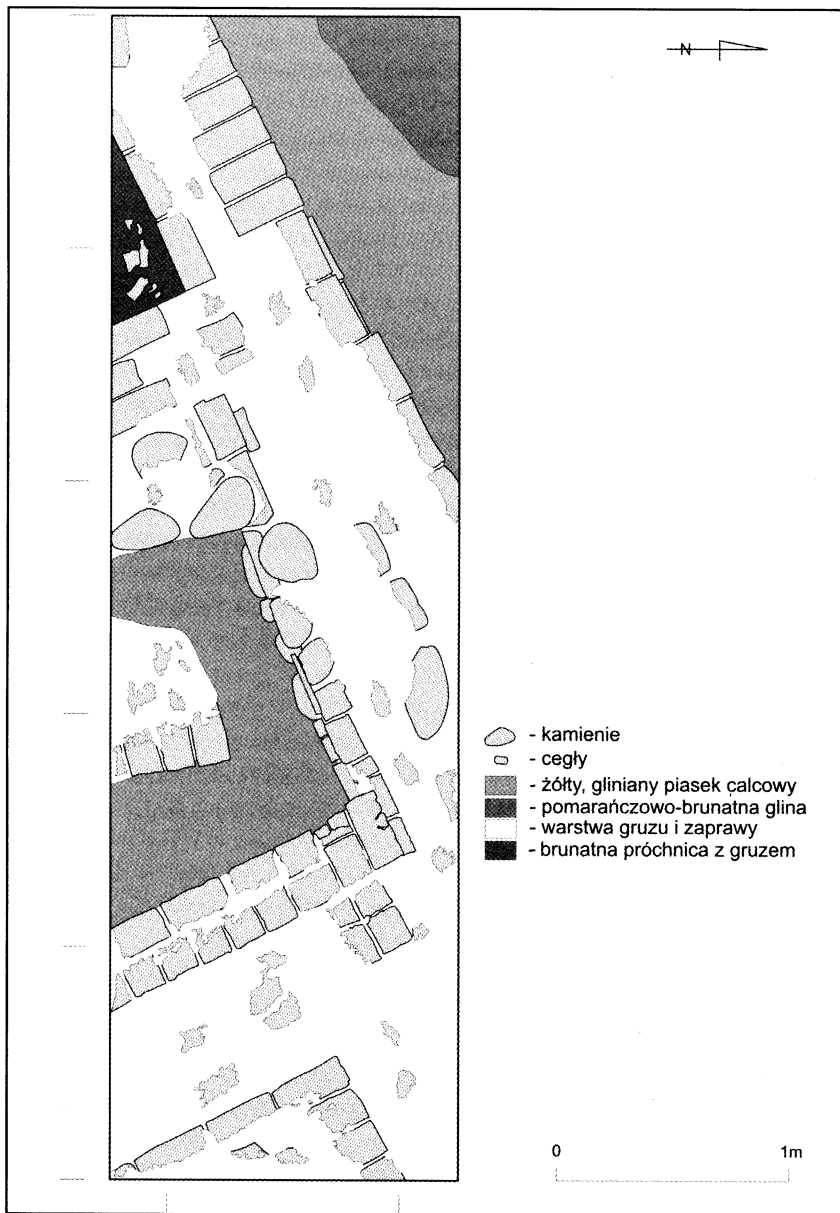 N
- kamienie
- cegły
- żółty, gliniany piasek calcowy
- pomarańczowo-brunatna glina
- warstwa gruzu i zaprawy
- brunatna próchnica z gruzem
0 1m